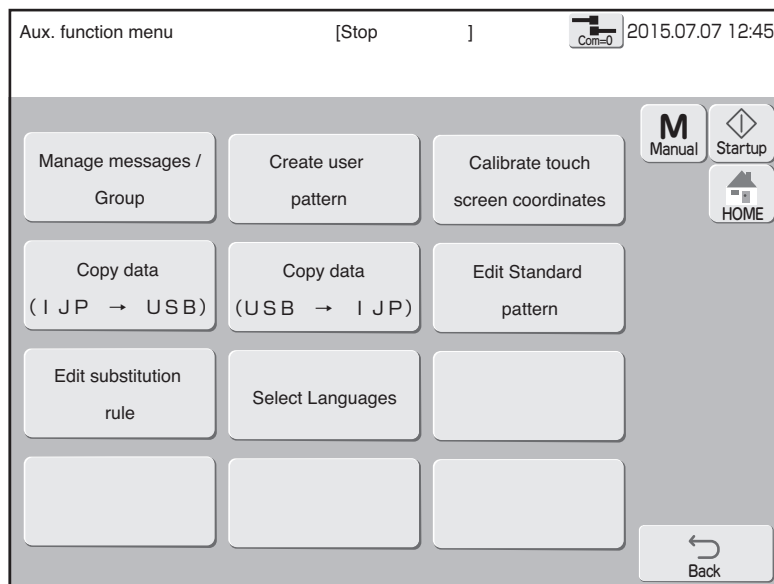 Aux. function menu [Stop ] Com=0 2015.07.07 12:45
M
Manual
Startup
HOME
Manage messages /
Group
Create user
pattern
Calibrate touch
screen coordinates
Copy data
(IJP → USB)
Copy data
(USB → IJP)
Edit Standard
pattern
Edit substitution
rule
Select Languages
Back